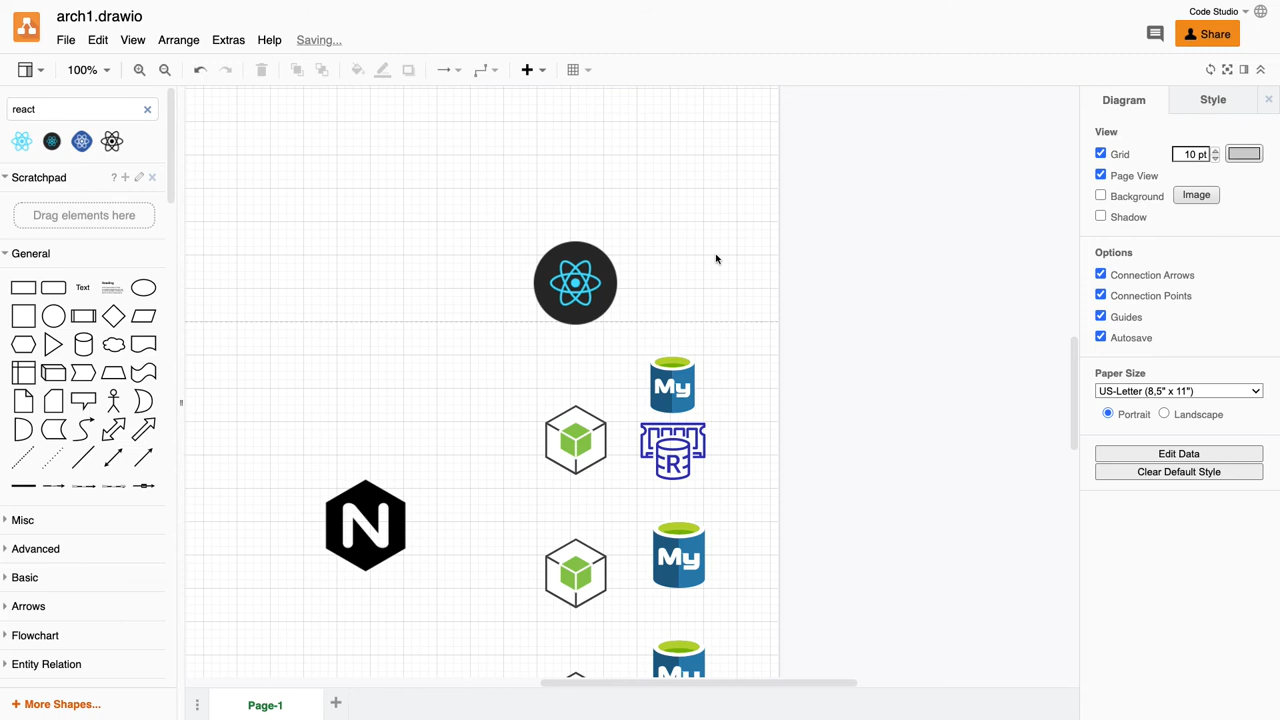 arch1.drawio
Code Studio
File Edit View Arrange Extras Help Saving...
Share
100%
react
Diagram Style
View
Grid 10 pt
Page View
Background Image
Shadow
Scratchpad ?
Drag elements here
General
Text
Heading
Options
Connection Arrows
Connection Points
Guides
Autosave
Paper Size
US-Letter (8,5" x 11")
Portrait Landscape
Edit Data
Clear Default Style
My
R
N
My
My
Misc
Advanced
Basic
Arrows
Flowchart
Entity Relation
+ More Shapes...
Page-1